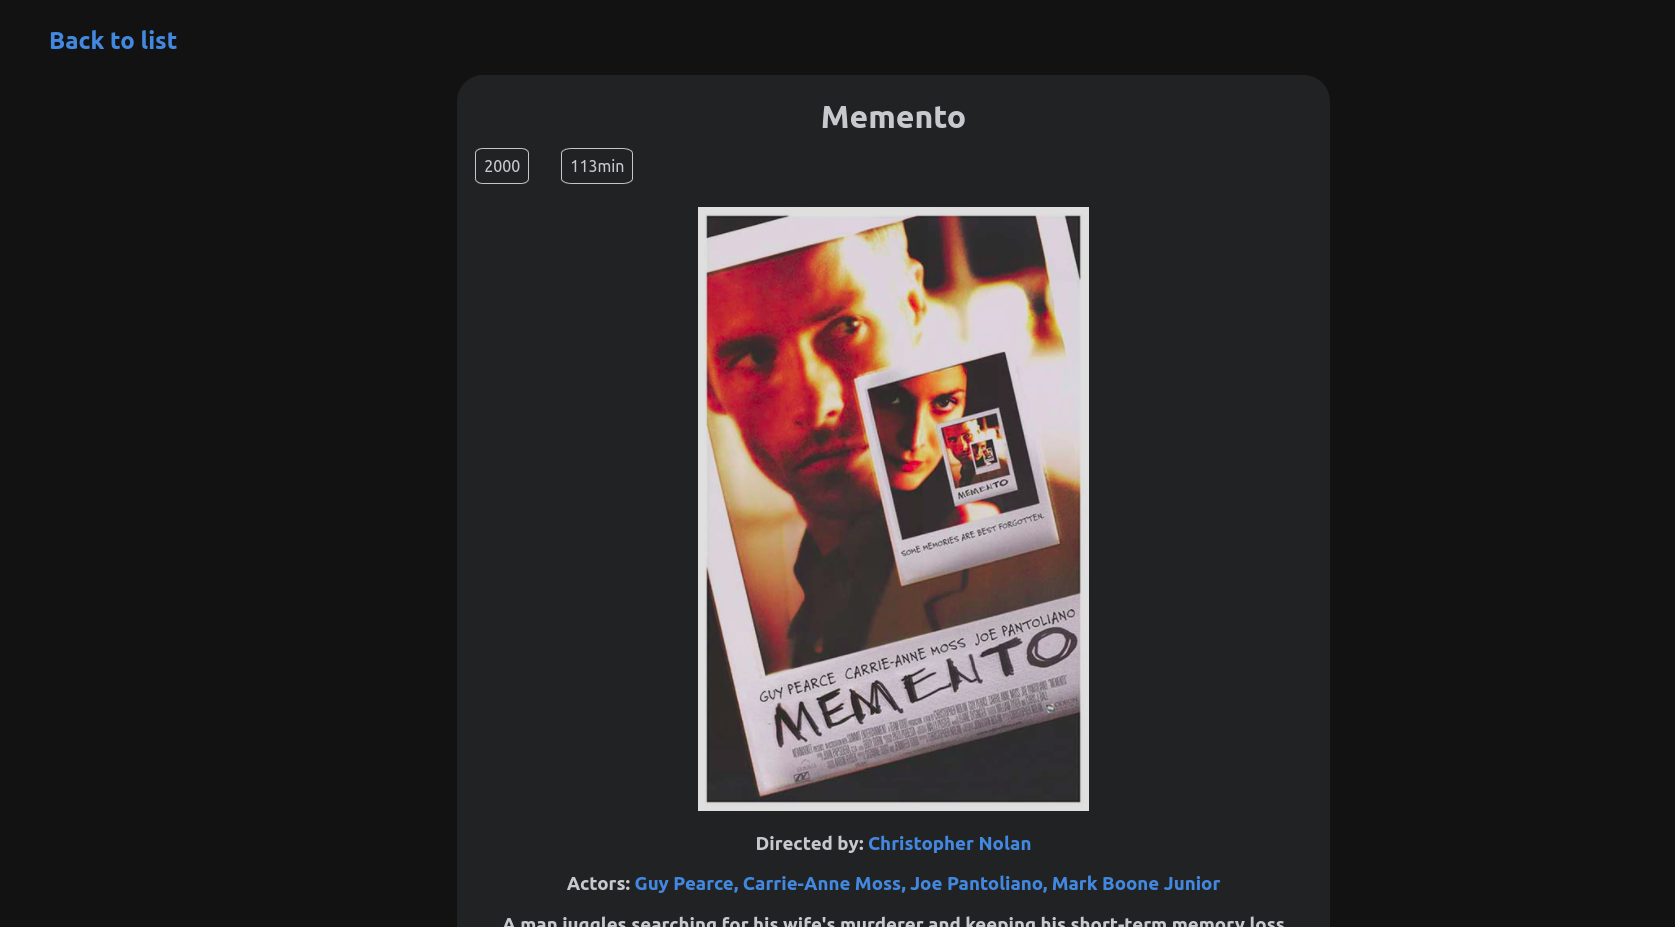 Back to list
Memento
2000
113min
MEMENTO
SOME MEMORIES ARE BEST FORGOTTEN.
GUY PEARCE CARRIE-ANNE MOSS JOE PANTOLIANO
MEMENTO
Directed by: Christopher Nolan
Actors: Guy Pearce, Carrie-Anne Moss, Joe Pantoliano, Mark Boone Junior
A man juggles searching for his wife's murderer and keeping his short-term memory loss